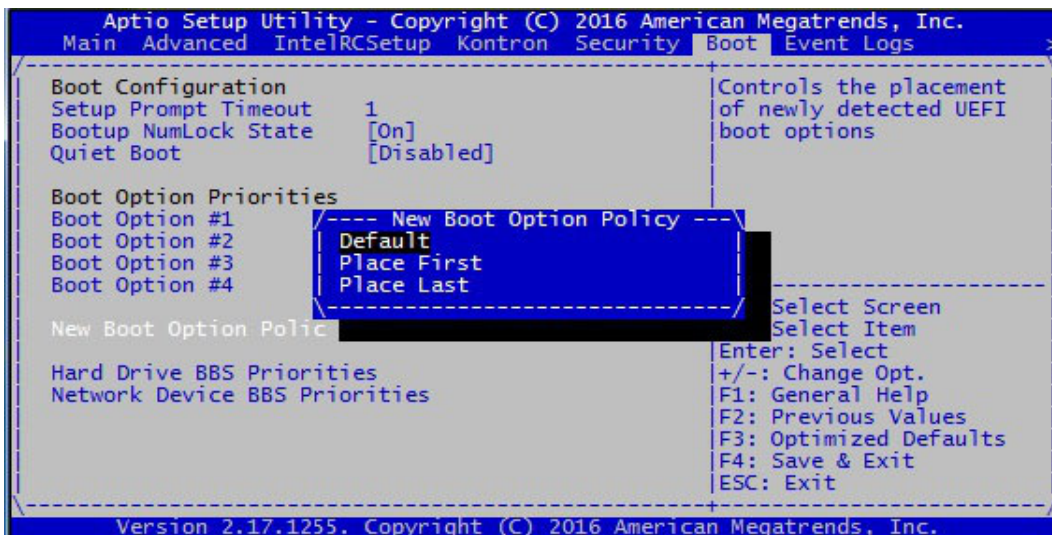 Aptio Setup Utility - Copyright (C) 2016 American Megatrends, Inc.
Main Advanced IntelRCSetup Kontron Security Boot Event Logs >
Boot Configuration
Setup Prompt Timeout 1
Bootup NumLock State [On]
Quiet Boot [Disabled]
Boot Option Priorities
Boot Option #1
Boot Option #2
Boot Option #3
Boot Option #4
New Boot Option Polic
Hard Drive BBS Priorities
Network Device BBS Priorities
New Boot Option Policy
Default
Place First
Place Last
Controls the placement
of newly detected UEFI
boot options
Select Screen
Select Item
Enter: Select
+/-: Change Opt.
F1: General Help
F2: Previous Values
F3: Optimized Defaults
F4: Save & Exit
ESC: Exit
Version 2.17.1255. Copyright (C) 2016 American Megatrends, Inc.